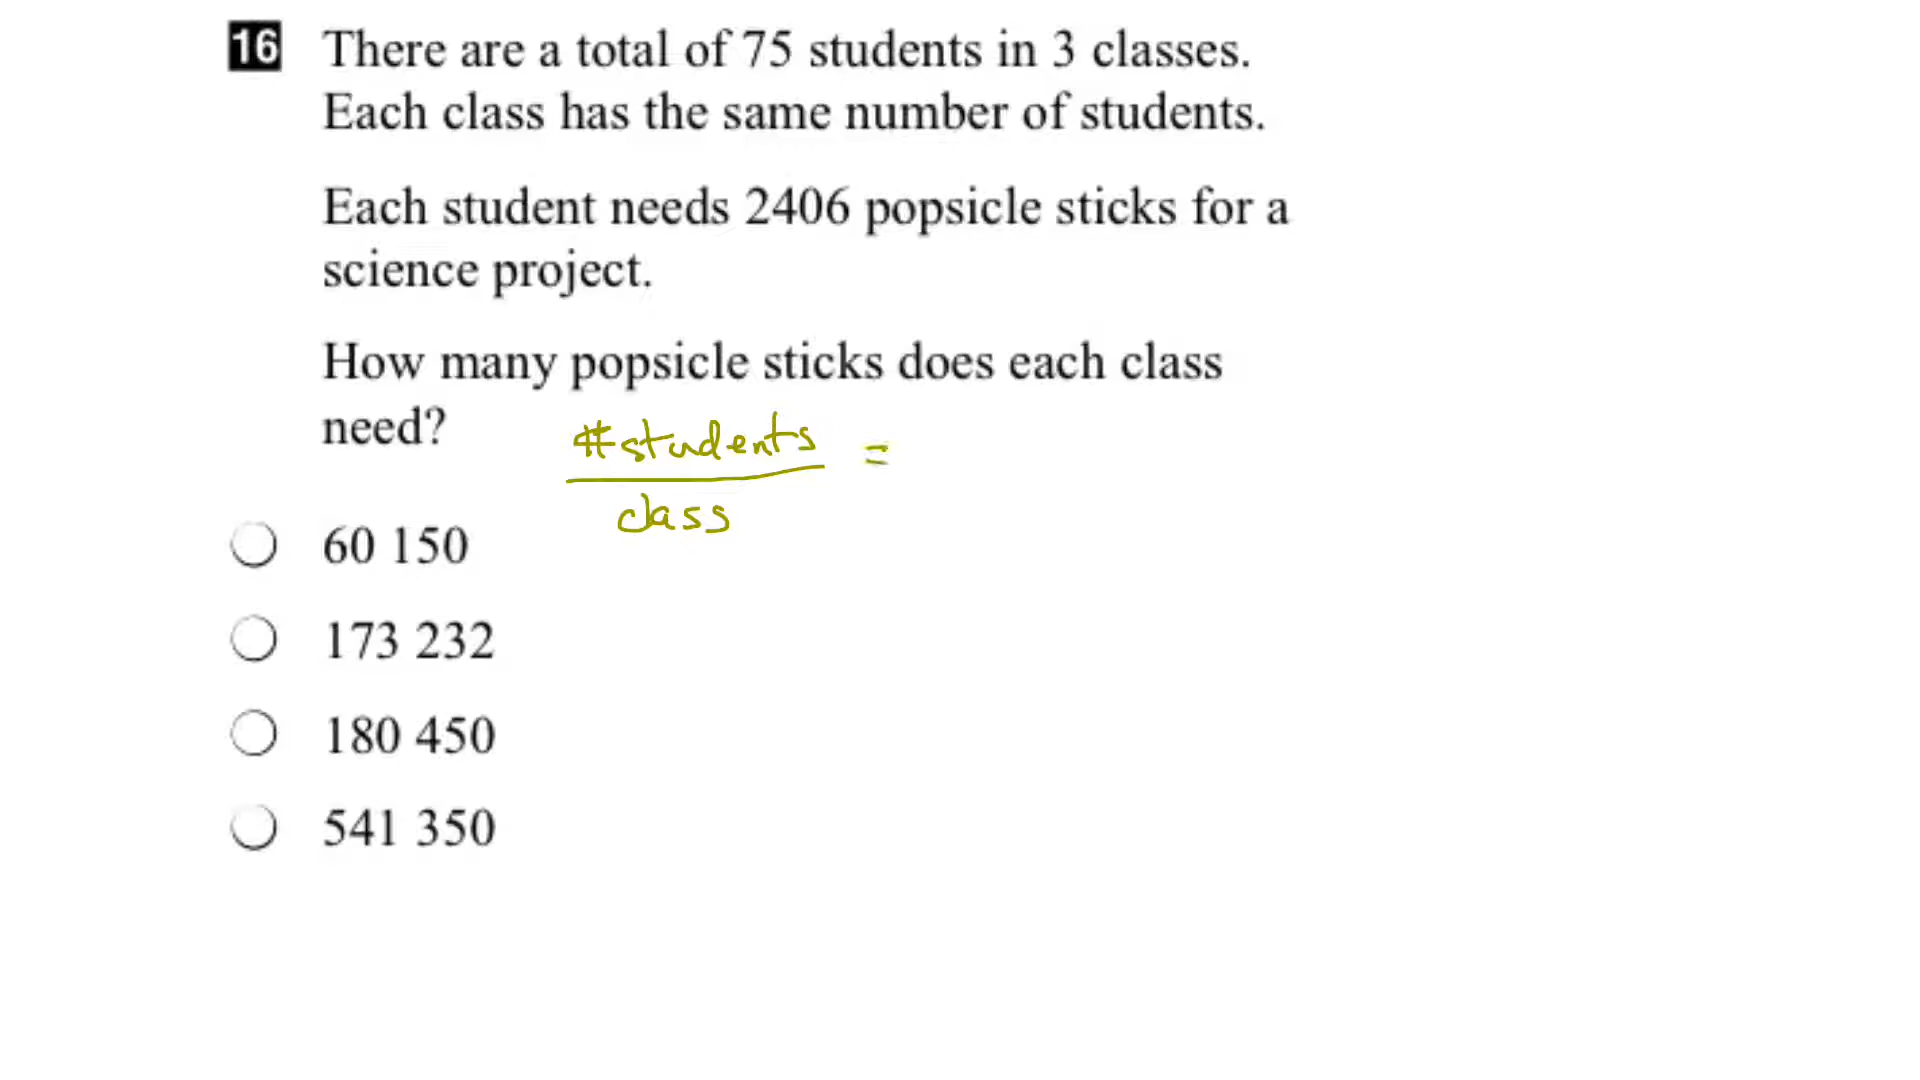 16 There are a total of 75 students in 3 classes.
Each class has the same number of students.
Each student needs 2406 popsicle sticks for a
science project.
How many popsicle sticks does each class
need?
#students =
class
60 150
173 232
180 450
541 350